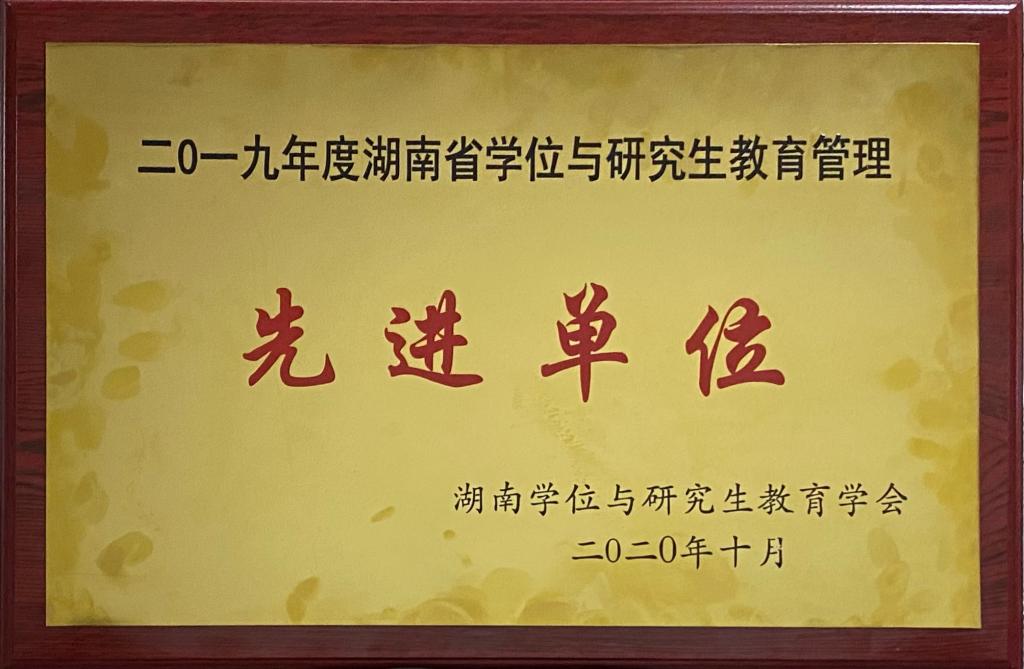 二0一九年度湖南省学位与研究生教育管理
先进单位
湖南学位与研究生教育学会
二0二0年十月